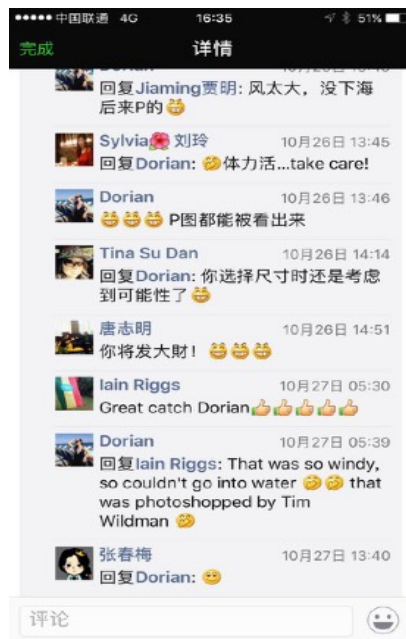 中国联通 4G 16:35 51%
完成 详情
回复Jiaming贾明: 风太大，没下海
后来P的
Sylvia 刘玲 10月26日 13:45
回复Dorian: 体力活...take care!
Dorian 10月26日 13:46
P图都能被看出来
Tina Su Dan 10月26日 14:14
回复Dorian: 你选择尺寸时还是考虑
到可能性了
唐志明 10月26日 14:51
你将发大財！
Iain Riggs 10月27日 05:30
Great catch Dorian
Dorian 10月27日 05:39
回复Iain Riggs: That was so windy,
so couldn't go into water that
was photoshopped by Tim
Wildman
张春梅 10月27日 13:40
回复Dorian:
评论